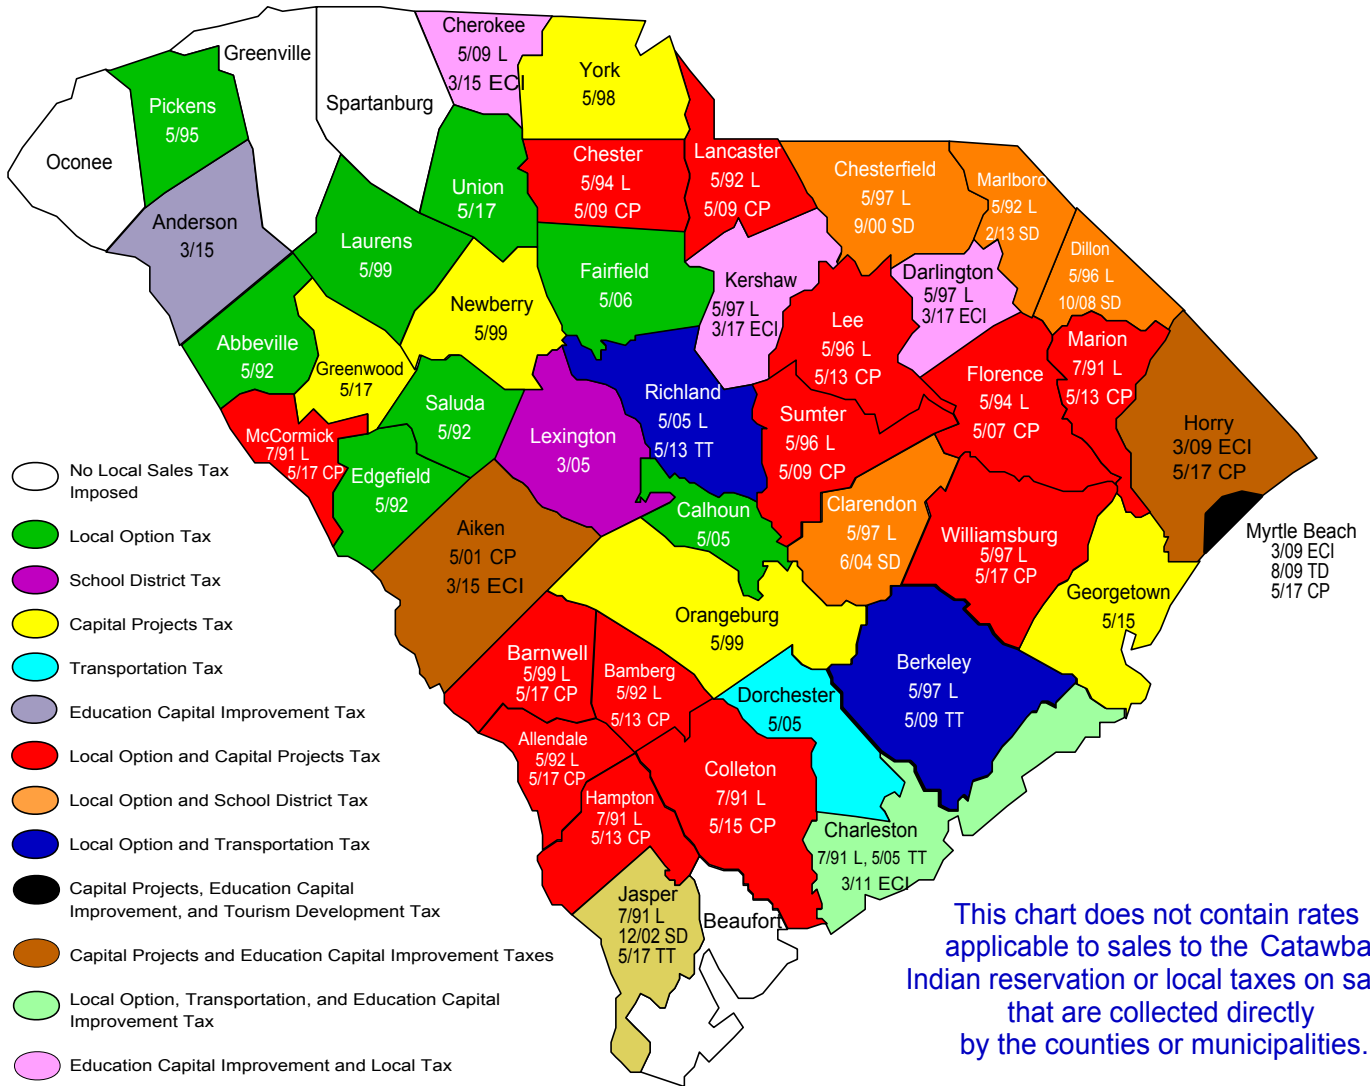 Cherokee
5/09 L
3/15 ECI
Greenville
York
5/98
Spartanburg
Pickens
5/95
Oconee
Chester
5/94 L
5/09 CP
Lancaster
5/92 L
5/09 CP
Chesterfield
5/97 L
9/00 SD
Marlboro
5/92 L
2/13 SD
Union
5/17
Anderson
3/15
Laurens
5/99
Dillon
5/96 L
10/08 SD
Fairfield
5/06
Kershaw
5/97 L
3/17 ECI
Darlington
5/97 L
3/17 ECI
Newberry
5/99
Lee
5/96 L
5/13 CP
Marion
7/91 L
5/13 CP
Abbeville
5/92
Greenwood
5/17
Florence
5/94 L
5/07 CP
Richland
5/05 L
5/13 TT
Saluda
5/92
Sumter
5/96 L
5/09 CP
Horry
3/09 ECI
5/17 CP
McCormick
7/91 L
5/17 CP
Lexington
3/05
Edgefield
5/92
Calhoun
5/05
Clarendon
5/97 L
6/04 SD
Aiken
5/01 CP
3/15 ECI
Williamsburg
5/97 L
5/17 CP
Myrtle Beach
3/09 ECI
8/09 TD
5/17 CP
Georgetown
5/15
Orangeburg
5/99
Barnwell
5/99 L
5/17 CP
Bamberg
5/92 L
5/13 CP
Berkeley
5/97 L
5/09 TT
Dorchester
5/05
Allendale
5/92 L
5/17 CP
Colleton
7/91 L
5/15 CP
Hampton
7/91 L
5/13 CP
Charleston
7/91 L, 5/05 TT
3/11 ECI
Jasper
7/91 L
12/02 SD
5/17 TT
Beaufort
No Local Sales Tax
Imposed
Local Option Tax
School District Tax
Capital Projects Tax
Transportation Tax
Education Capital Improvement Tax
Local Option and Capital Projects Tax
Local Option and School District Tax
Local Option and Transportation Tax
Capital Projects, Education Capital
Improvement, and Tourism Development Tax
Capital Projects and Education Capital Improvement Taxes
Local Option, Transportation, and Education Capital
Improvement Tax
Education Capital Improvement and Local Tax
This chart does not contain rates
applicable to sales to the Catawba
Indian reservation or local taxes on sa
that are collected directly
by the counties or municipalities.